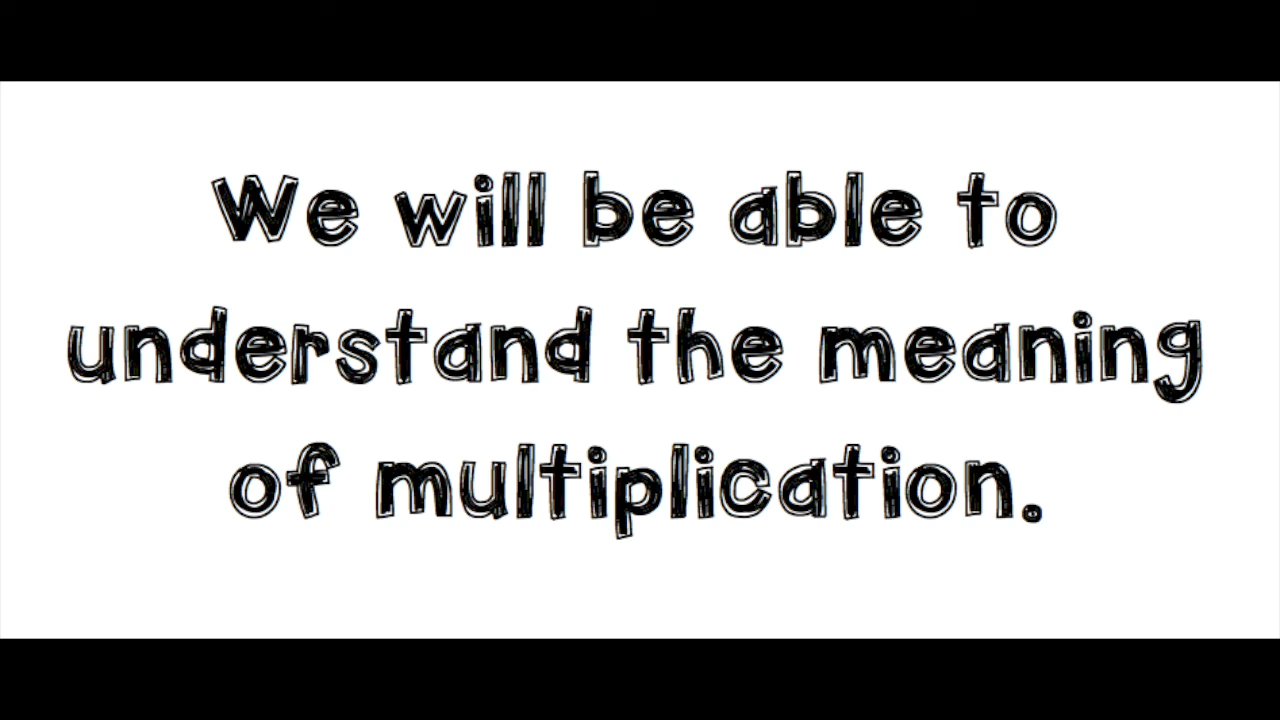 We will be able to
understand the meaning
of multiplication.